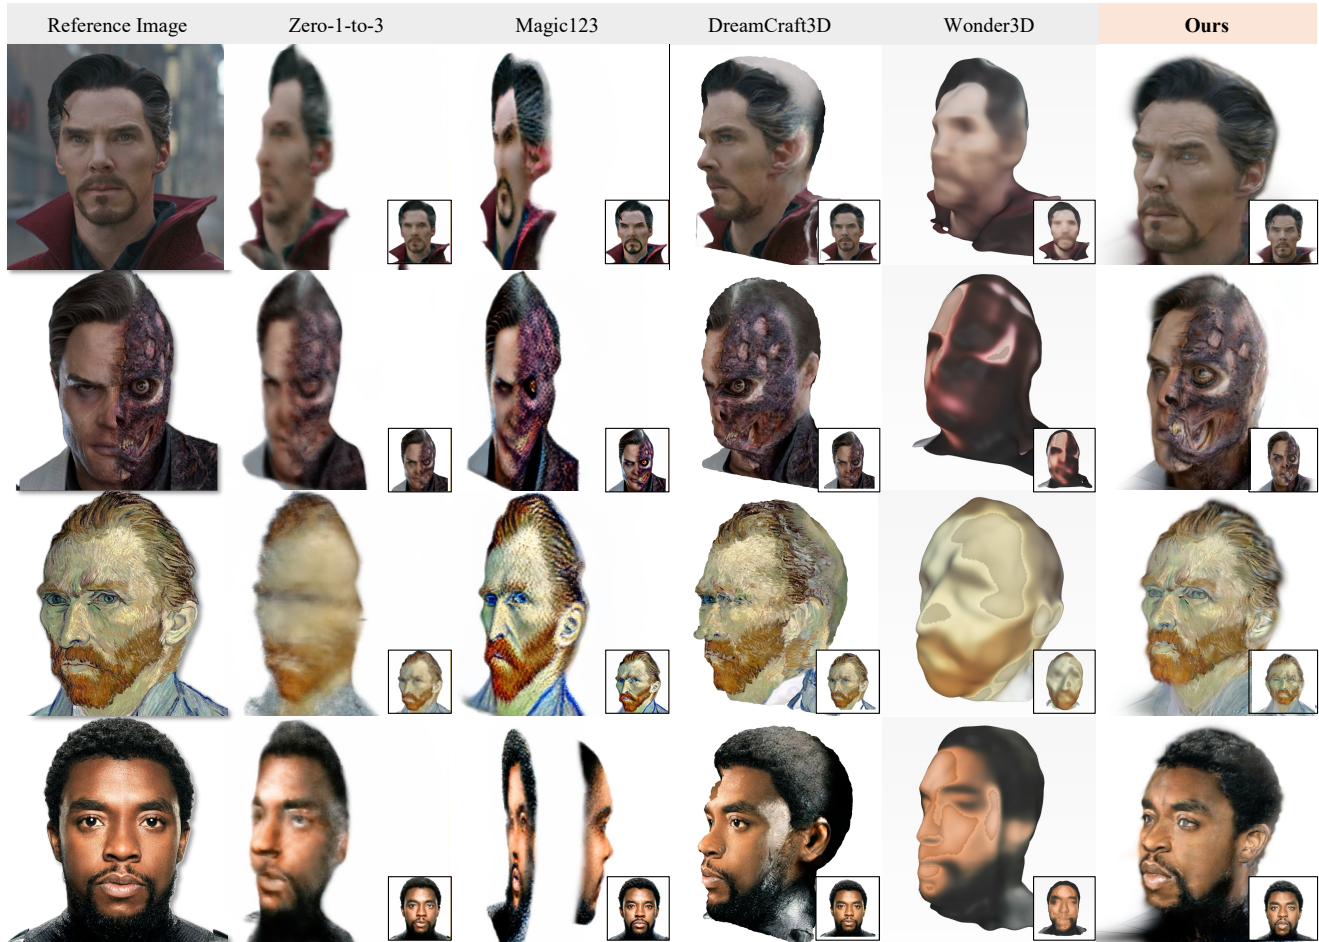 Reference Image
Zero-1-to-3
Magic123
DreamCraft3D
Wonder3D
Ours